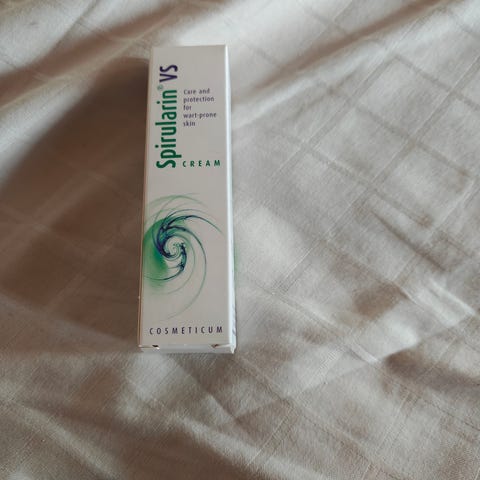 Spirularin® VS
Care and
protection
for
wart-prone
skin
CREAM
COSMETICUM